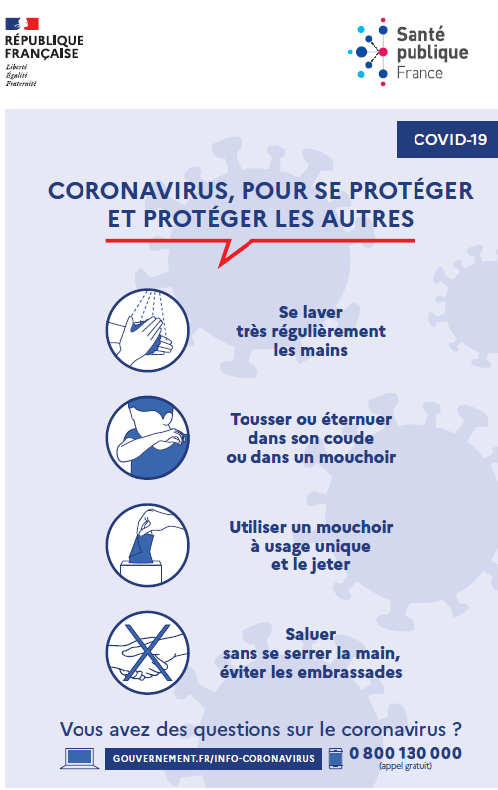 RÉPUBLIQUE
FRANÇAISE
Liberté
Égalité
Fraternité
Santé
publique
France
COVID-19
CORONAVIRUS, POUR SE PROTÉGER
ET PROTÉGER LES AUTRES
Se laver
très régulièrement
les mains
Tousser ou éternuer
dans son coude
ou dans un mouchoir
Utiliser un mouchoir
à usage unique
et le jeter
Saluer
sans se serrer la main,
éviter les embrassades
Vous avez des questions sur le coronavirus ?
GOUVERNEMENT.FR/INFO-CORONAVIRUS
0 800 130 000
(appel gratuit)